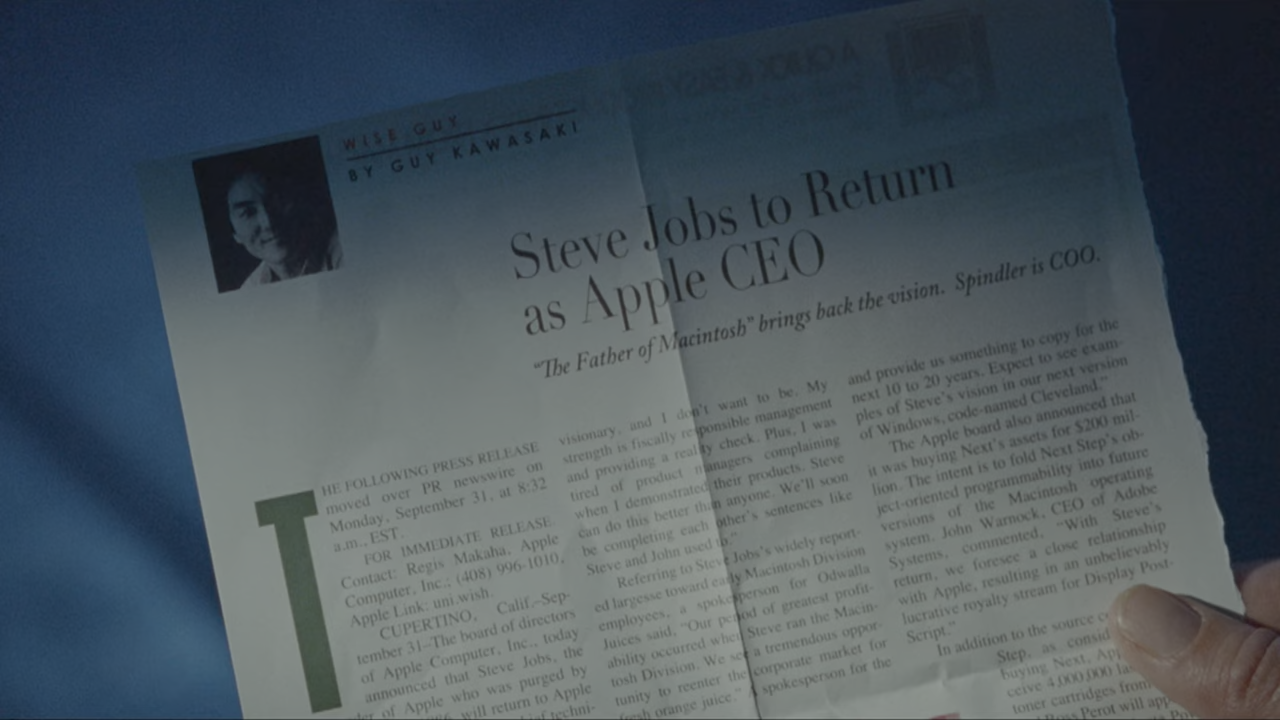 WISE GUY
BY GUY KAWASAKI
Steve Jobs to Return
as Apple CEO
“The Father of Macintosh” brings back the vision. Spindler is COO.
THE FOLLOWING PRESS RELEASE
moved over PR newswire on
Monday, September 31, at 8:32
a.m., EST.
FOR IMMEDIATE RELEASE.
Contact: Regis Makaha, Apple
Computer, Inc.; (408) 996-1010,
Apple Link: uni.wish.
CUPERTINO, Calif.–Sep-
tember 31–The board of directors
of Apple Computer, Inc., today
announced that Steve Jobs, the
of Apple who was purged by
will return to Apple
techni-
visionary, and I don't want to be. My
strength is fiscally responsible management
and providing a reality check. Plus, I was
tired of product managers complaining
when I demonstrated their products. Steve
can do this better than anyone. We'll soon
be completing each other's sentences like
Steve and John used to.”
Referring to Steve Jobs's widely report-
ed largesse toward early Macintosh Division
employees, a spokesperson for Odwalla
Juices said, “Our period of greatest profit-
ability occurred when Steve ran the Macin-
tosh Division. We see a tremendous oppor-
tunity to reenter the corporate market for
fresh orange juice.” A spokesperson for the
and provide us something to copy for the
next 10 to 20 years. Expect to see exam-
ples of Steve's vision in our next version
of Windows, code-named Cleveland.”
The Apple board also announced that
it was buying Next's assets for $200 mil-
lion. The intent is to fold Next Step's ob-
ject-oriented programmability into future
versions of the Macintosh operating
system. John Warnock, CEO of Adobe
Systems, commented, “With Steve's
return, we foresee a close relationship
with Apple, resulting in an unbelievably
lucrative royalty stream for Display Post-
Script.”
In addition to the source
Step, as
buying Next,
ceive 4,000,000
toner cartridges from
Ross Perot will